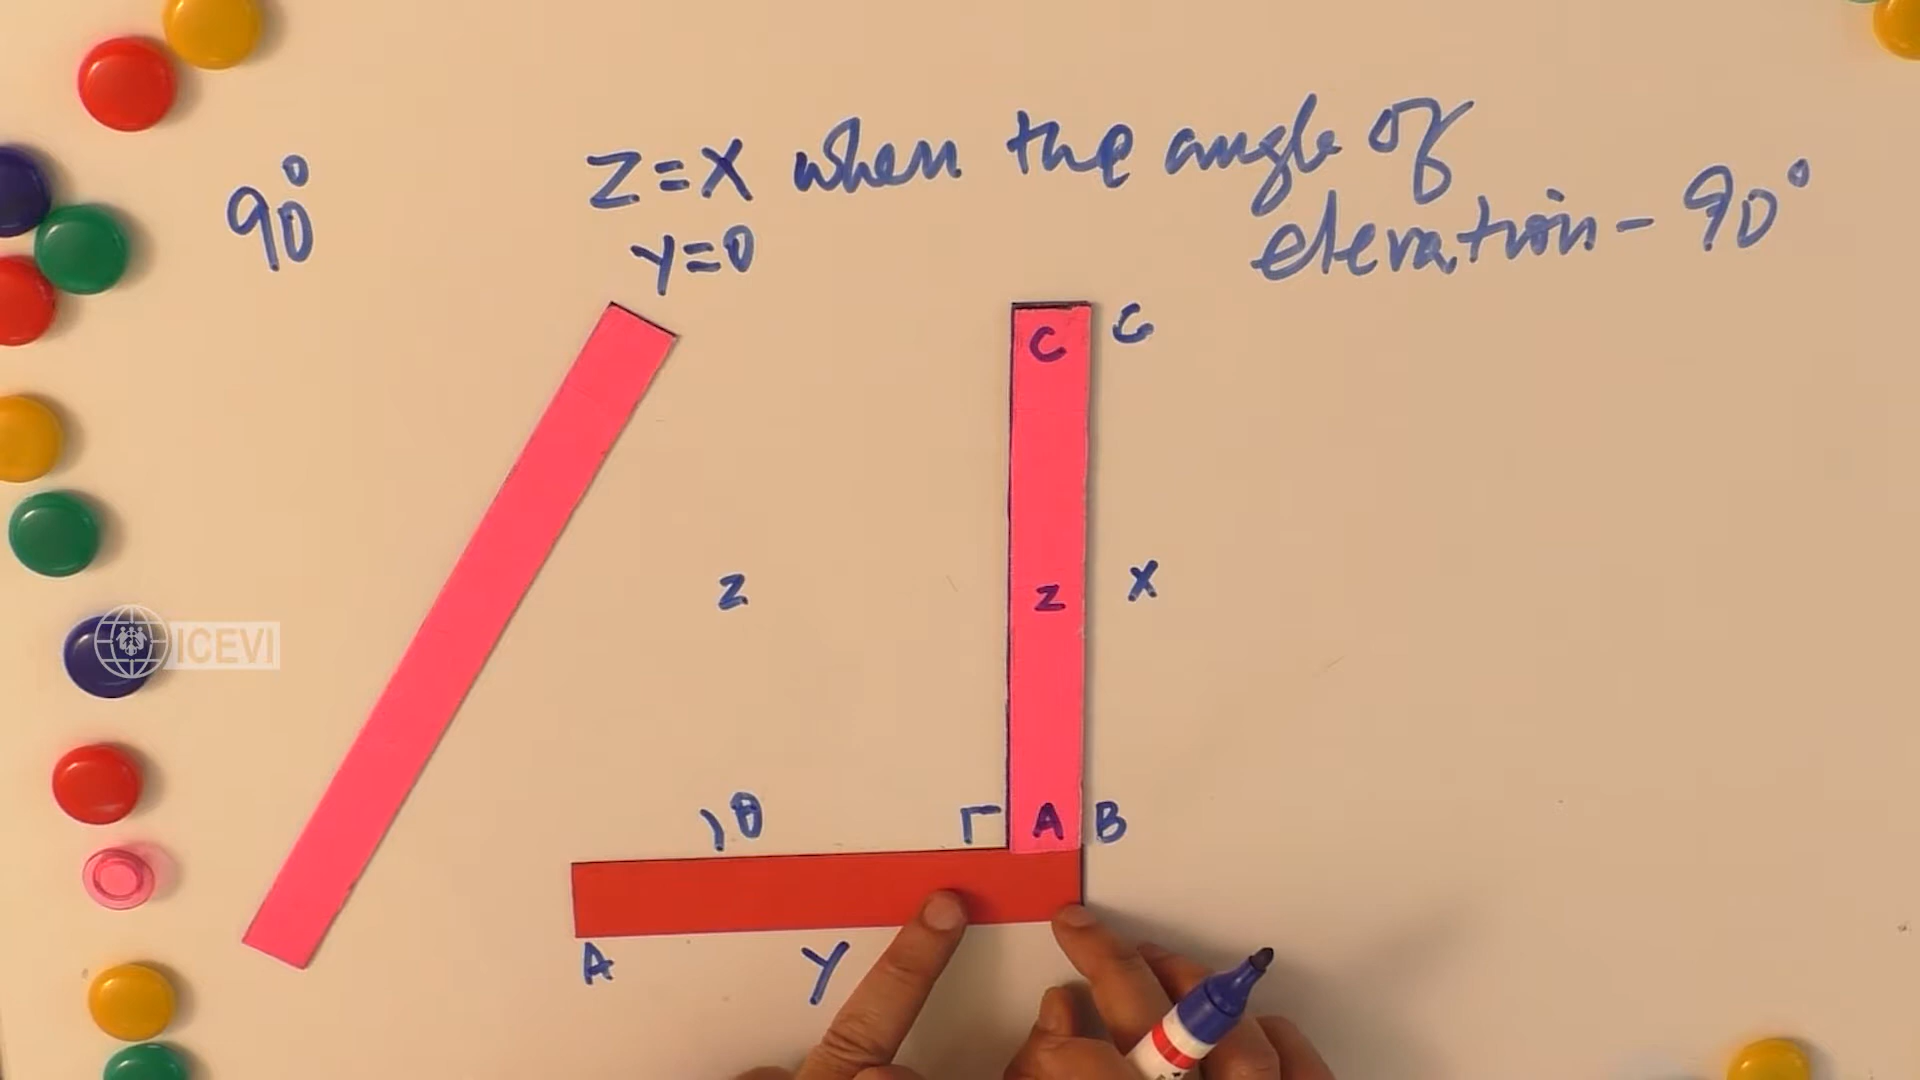 90°
Z=X when the angle of
elevation - 90°
Y=0
C
C
Z
Z
X
θ
A
B
A
Y
ICEVI